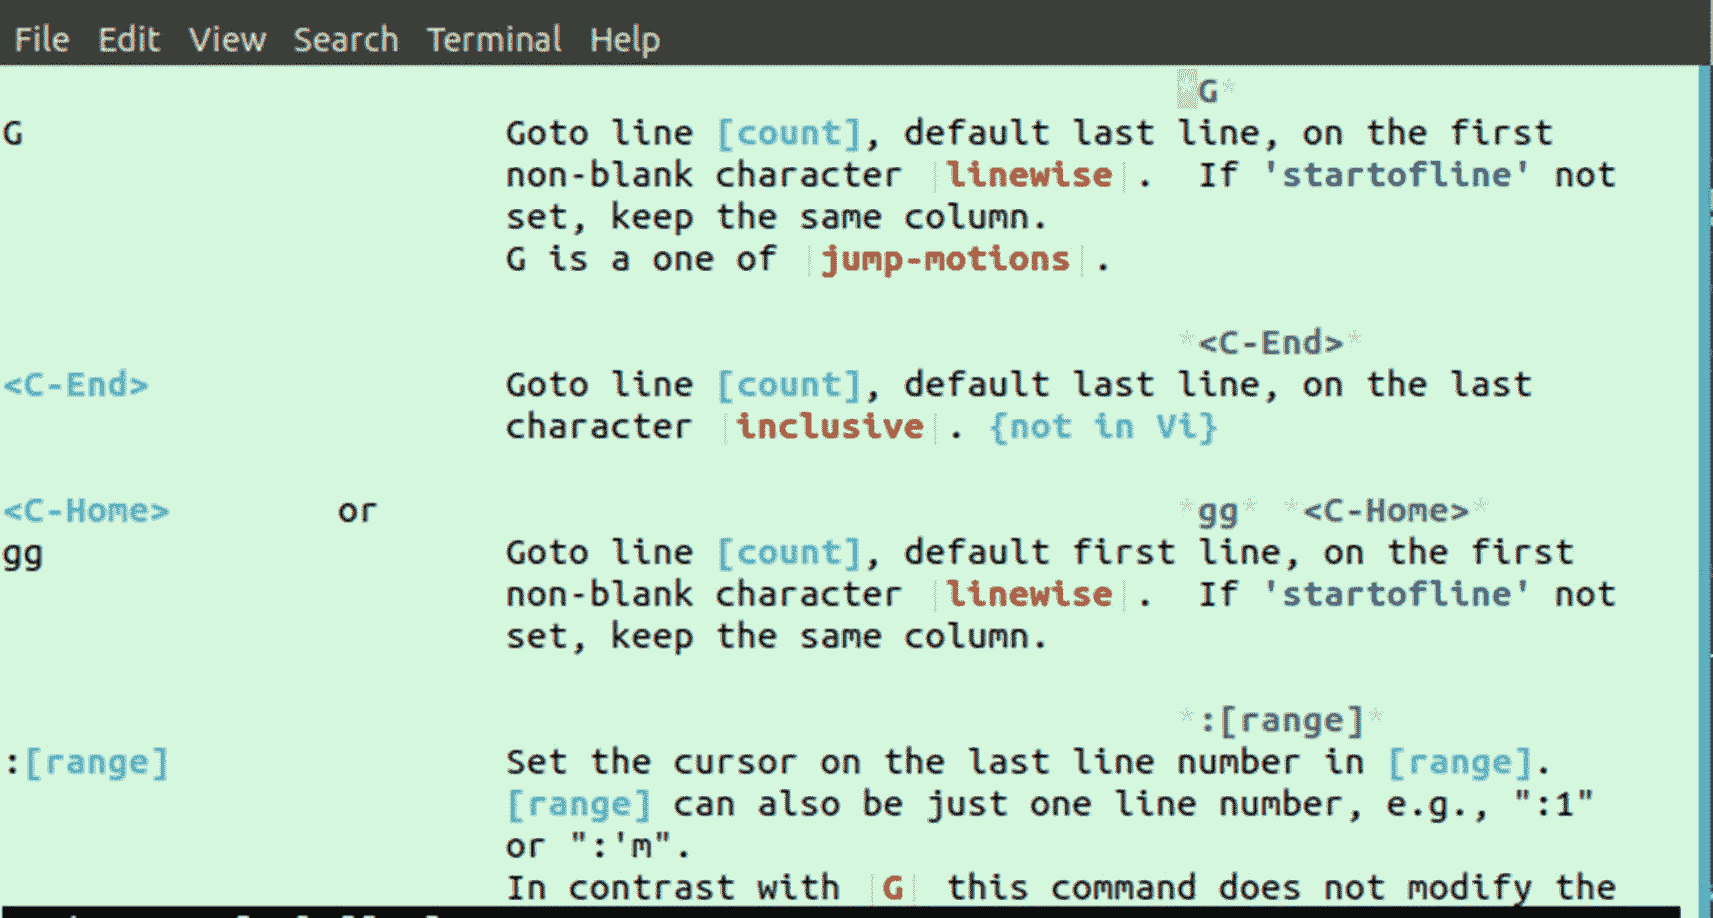 File Edit View Search Terminal Help
*G*
G Goto line [count], default last line, on the first
non-blank character |linewise|. If 'startofline' not
set, keep the same column.
G is a one of |jump-motions|.
*<C-End>*
<C-End> Goto line [count], default last line, on the last
character |inclusive|. {not in Vi}
<C-Home> or *gg* *<C-Home>*
gg Goto line [count], default first line, on the first
non-blank character |linewise|. If 'startofline' not
set, keep the same column.
*:[range]*
:[range] Set the cursor on the last line number in [range].
[range] can also be just one line number, e.g., ":1"
or ":'m".
In contrast with |G| this command does not modify the